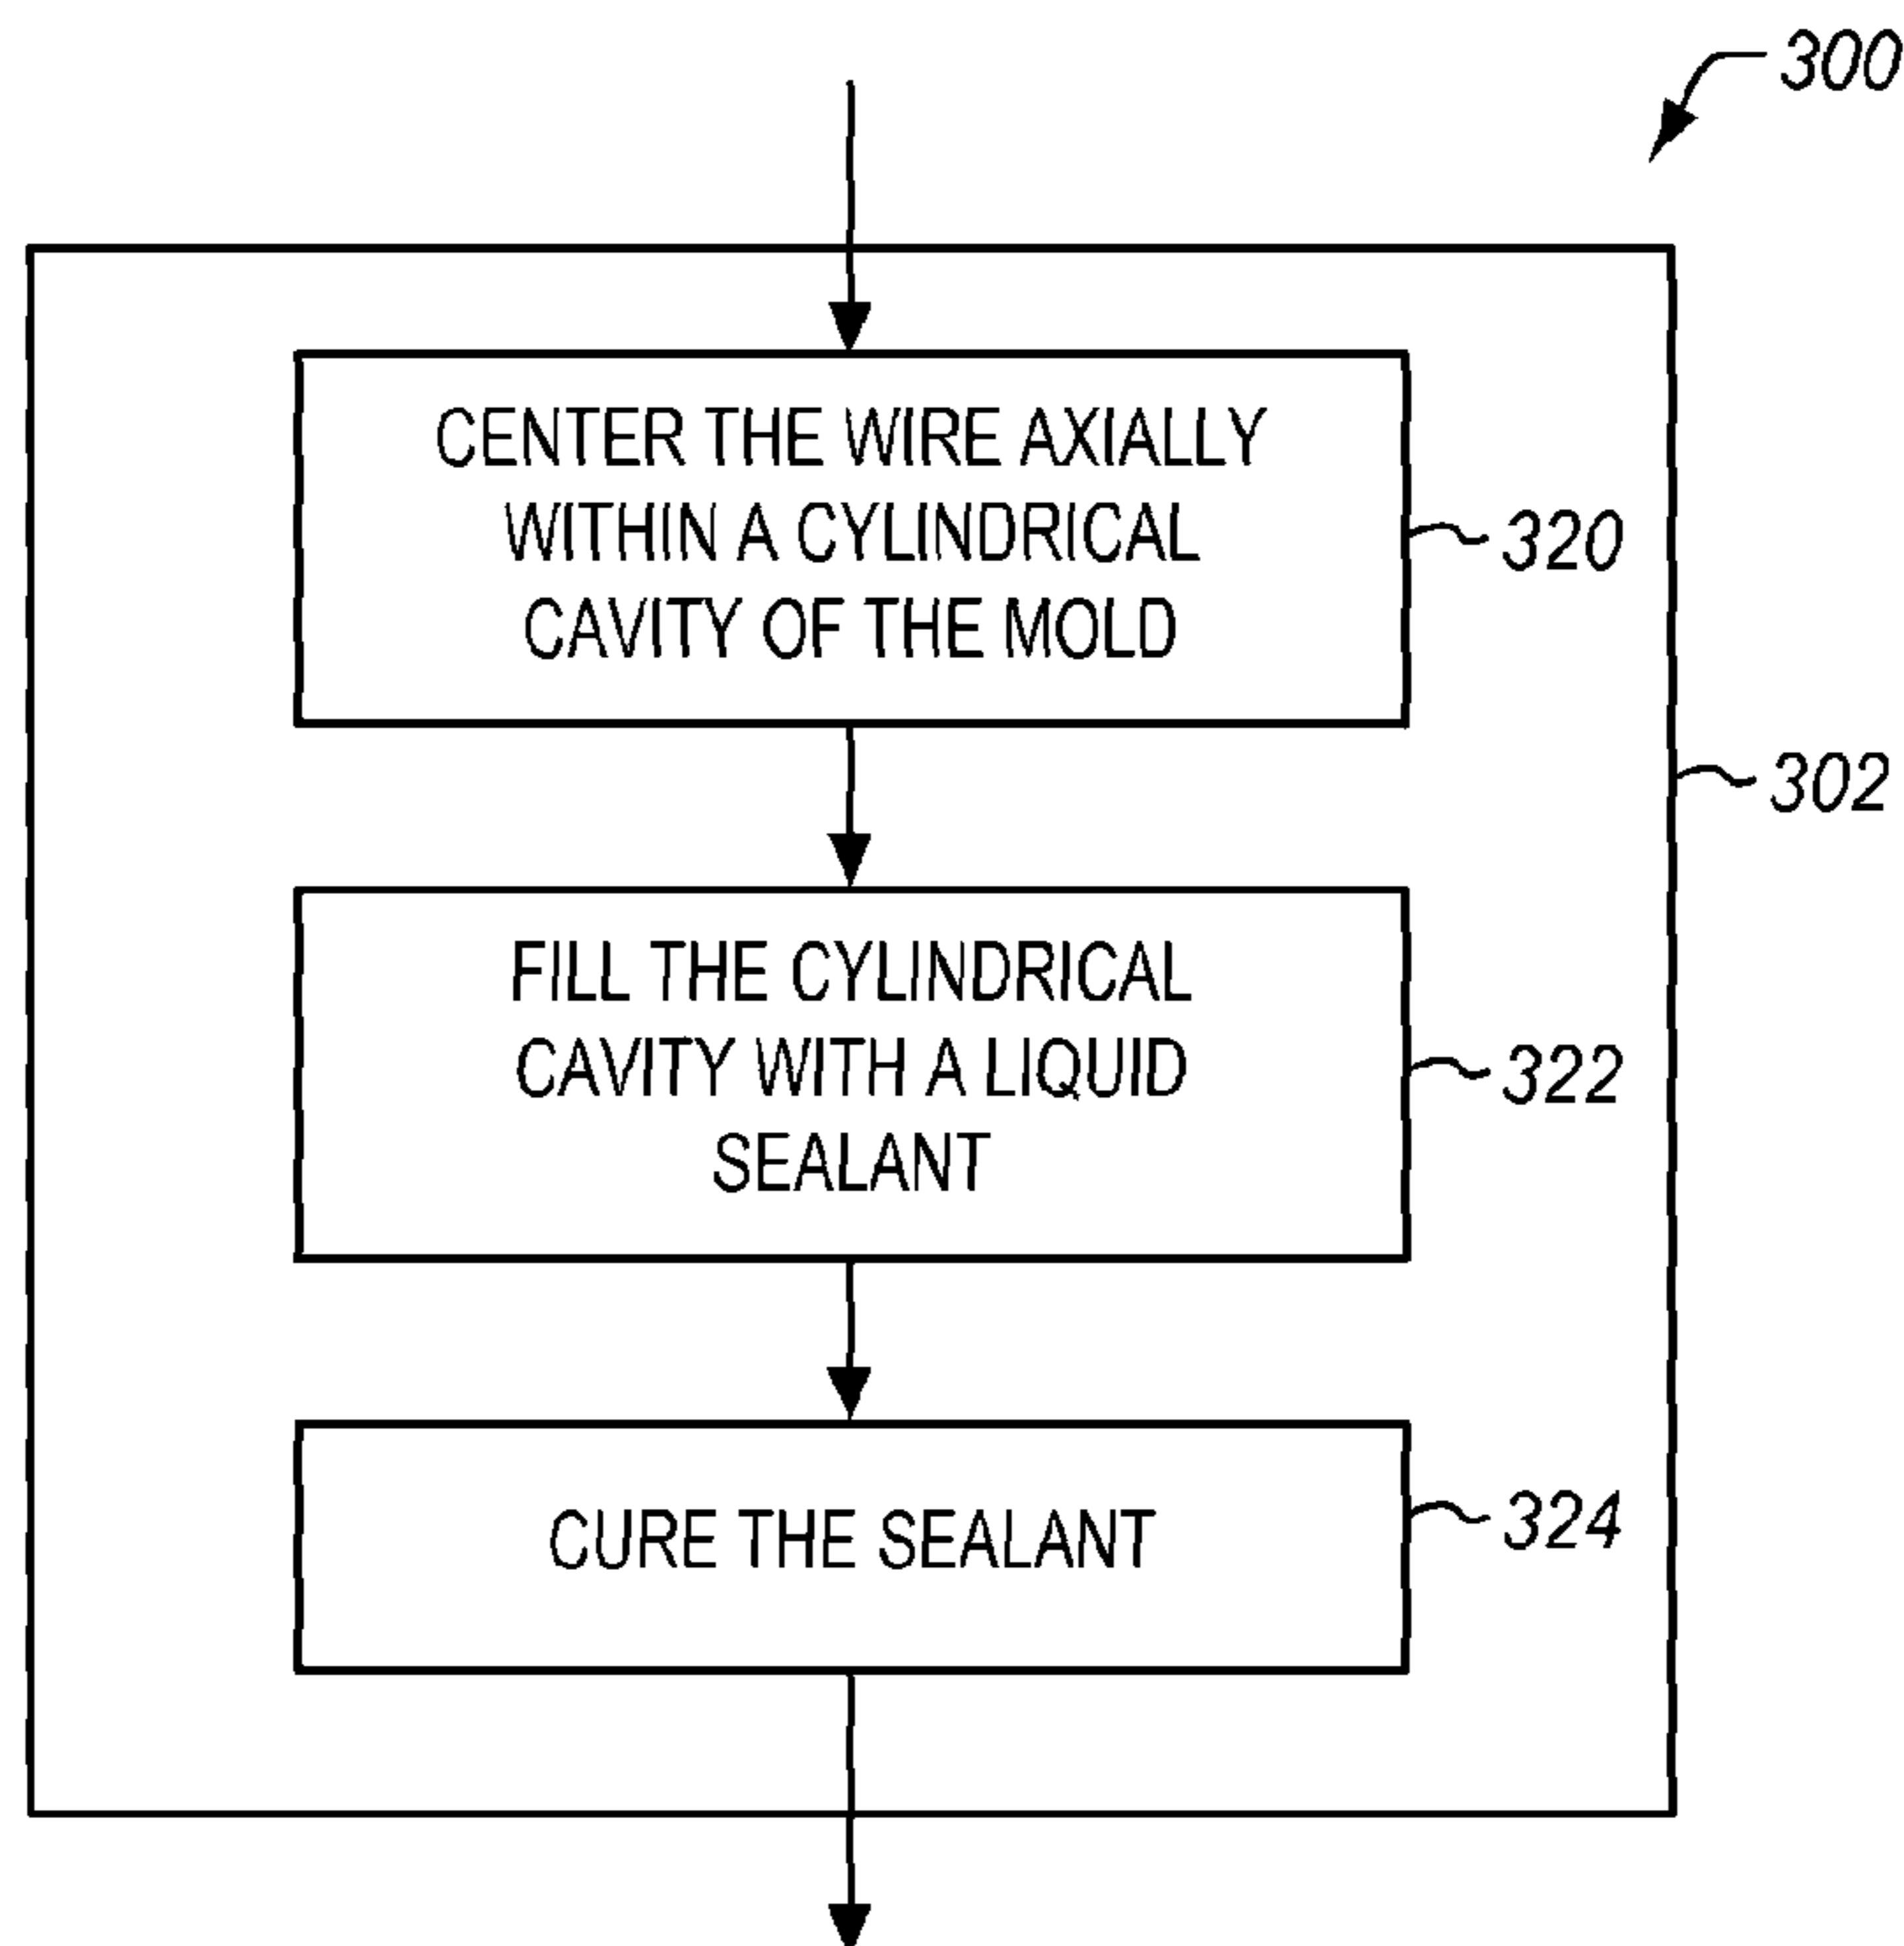 300
CENTER THE WIRE AXIALLY
WITHIN A CYLINDRICAL
CAVITY OF THE MOLD
320
302
FILL THE CYLINDRICAL
CAVITY WITH A LIQUID
SEALANT
322
CURE THE SEALANT
324